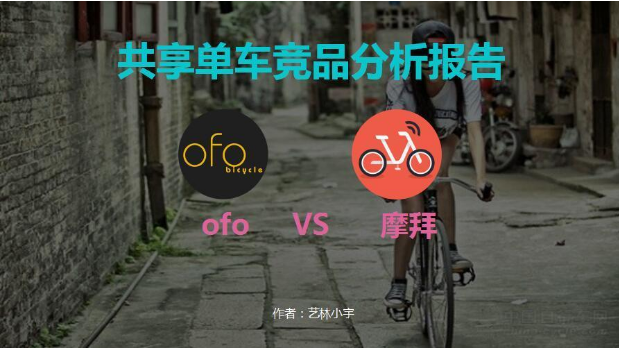 共享单车竞品分析报告
ofo
bicycle
ofo VS 摩拜
作者：艺林小宇